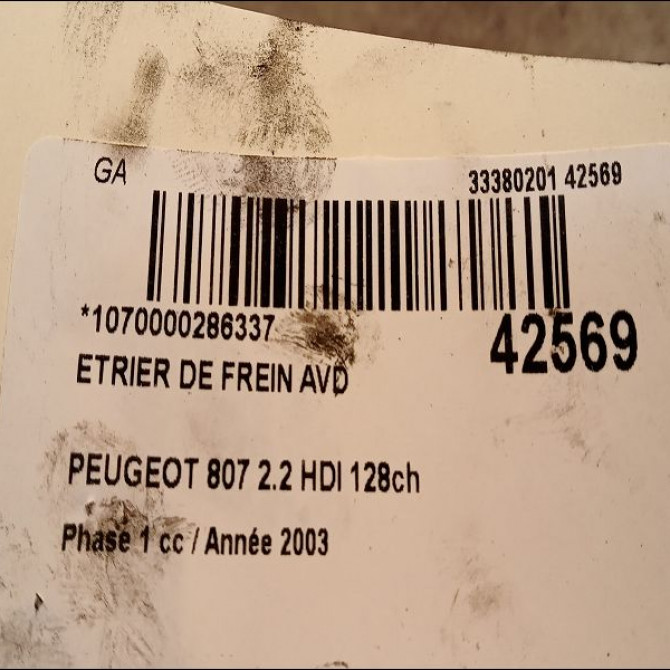 GA 33380201 42569
*1070000286337 42569
ETRIER DE FREIN AVD
PEUGEOT 807 2.2 HDI 128ch
Phase 1 cc / Année 2003